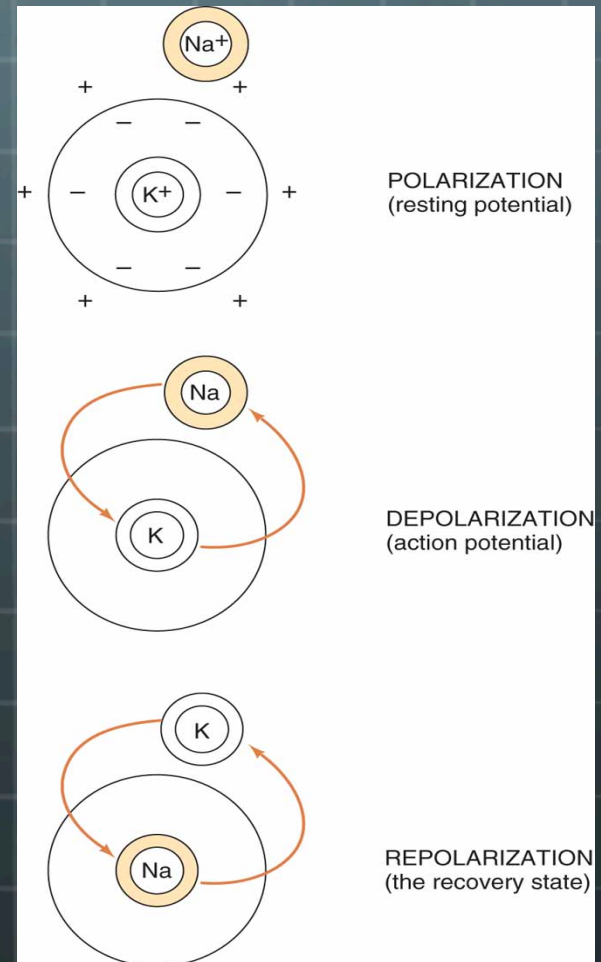 Na+
+ +
– –
+ – K+ – +
– –
+ +
POLARIZATION
(resting potential)
Na
K
DEPOLARIZATION
(action potential)
K
Na
REPOLARIZATION
(the recovery state)